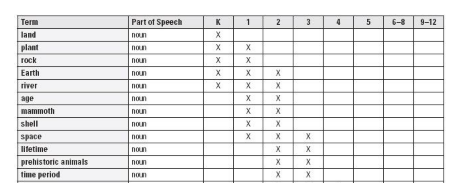 Term Part of Speech K 1 2 3 4 5 6–8 9–12
land noun X
plant noun X X
rock noun X X
Earth noun X X X
river noun X X X
age noun X X
mammoth noun X X
shell noun X X
space noun X X X
lifetime noun X X
prehistoric animals noun X X
time period noun X X